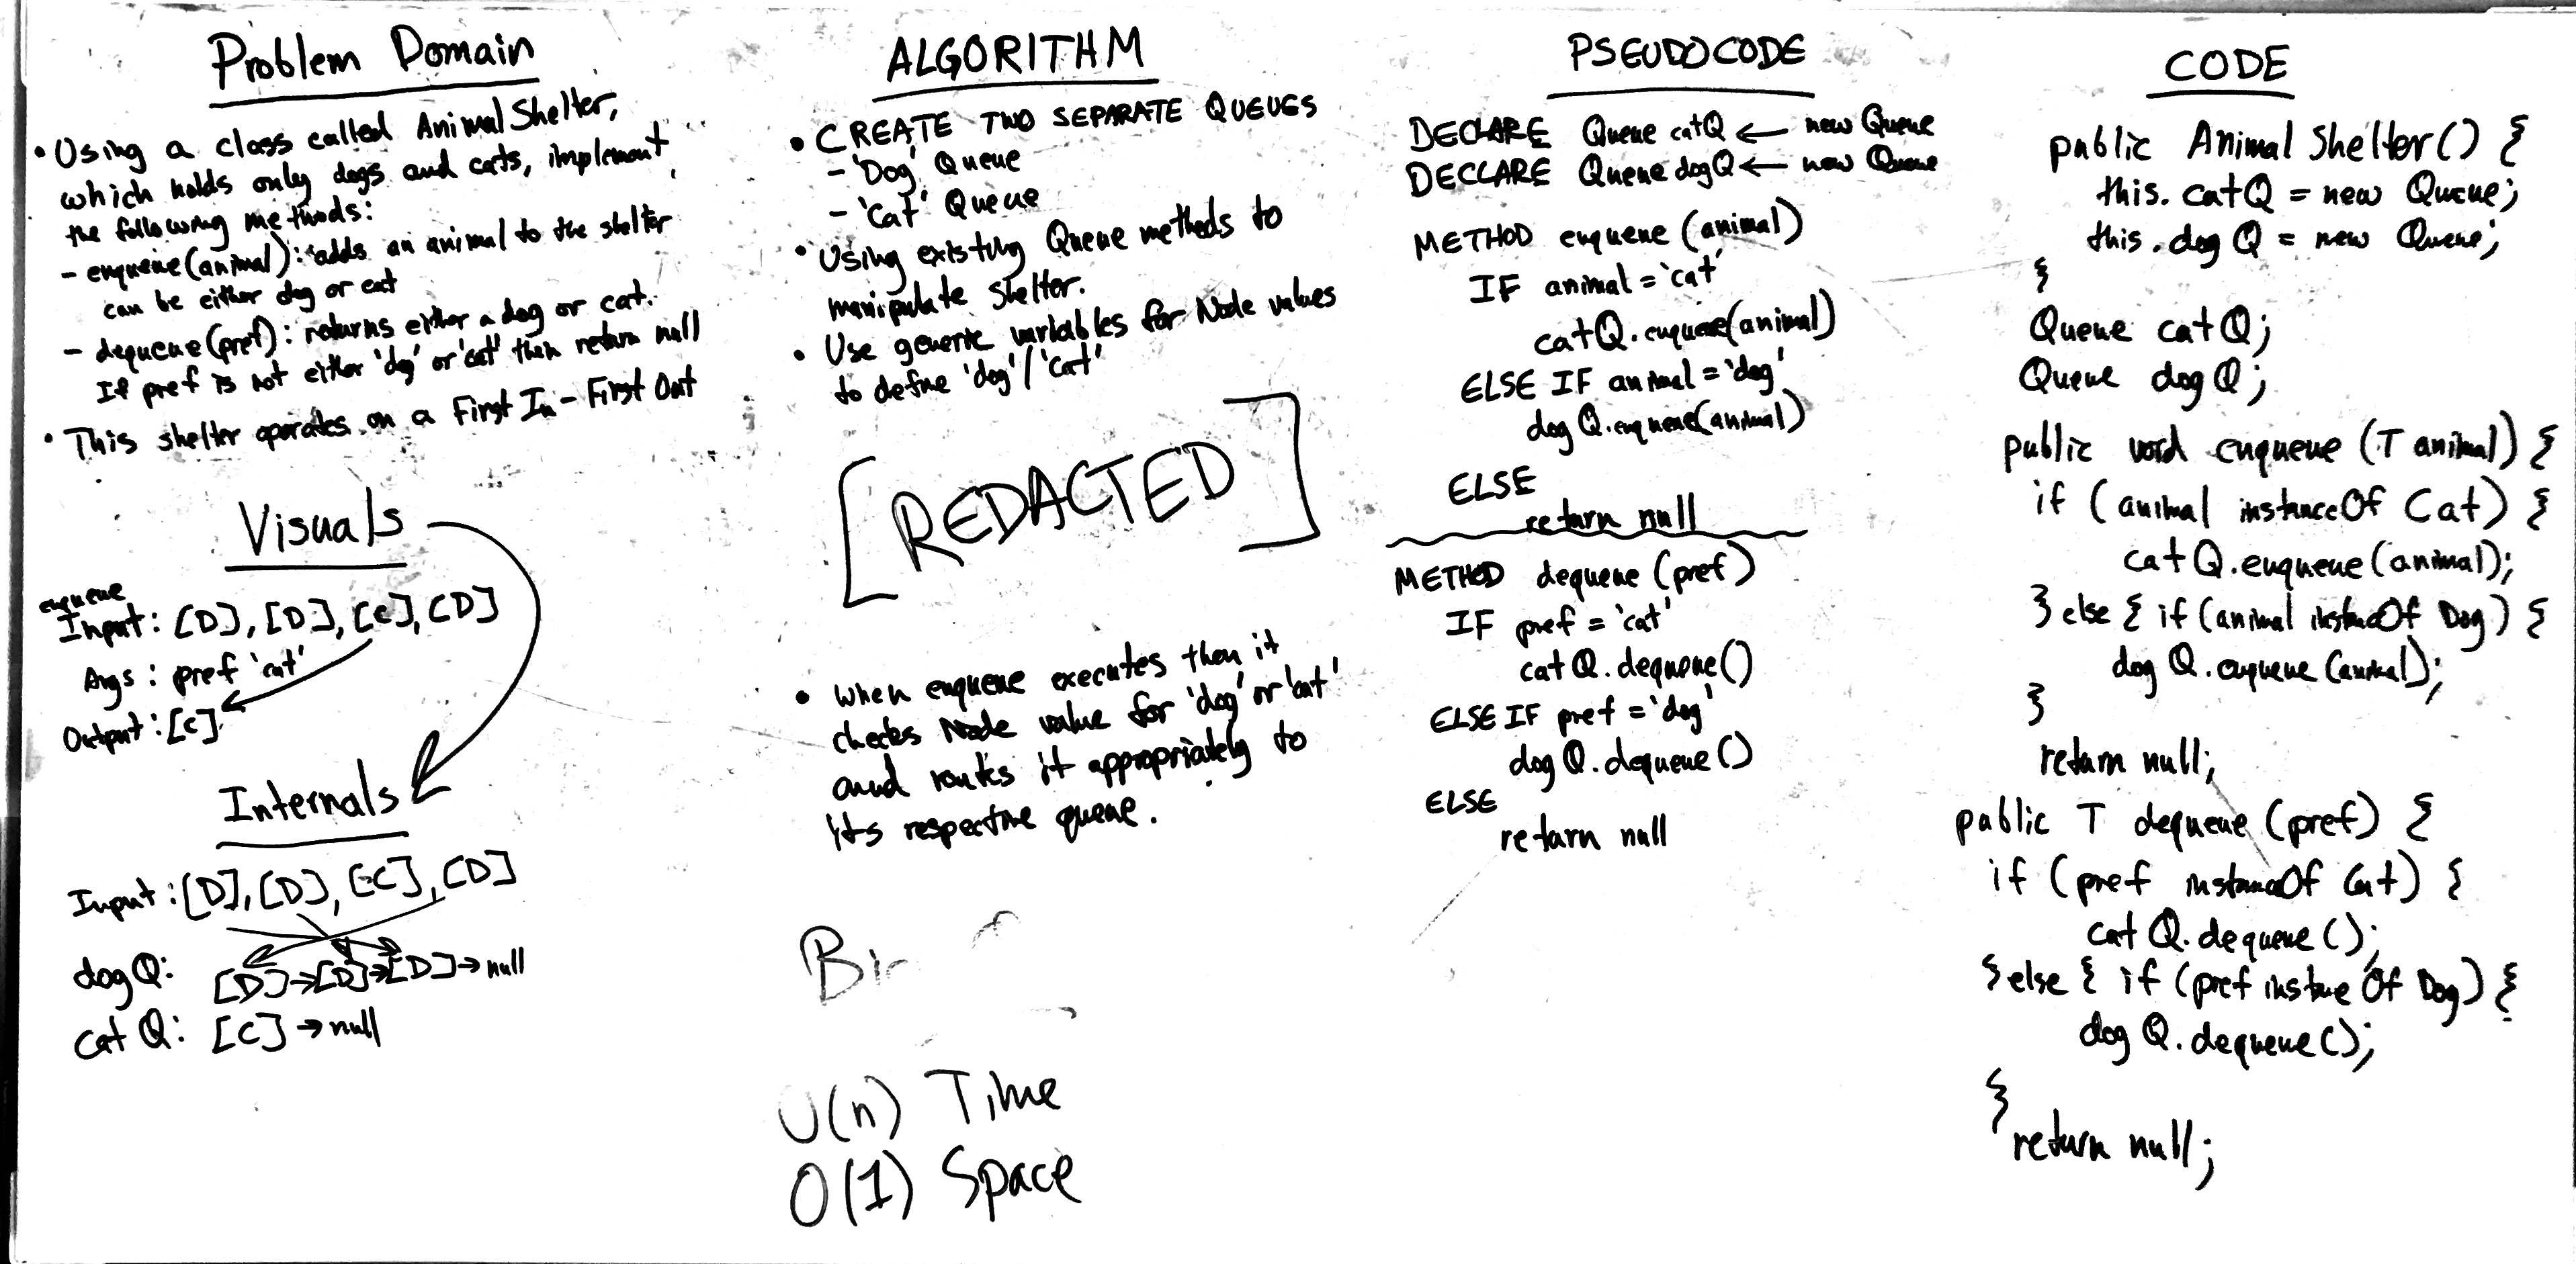 Problem Domain
• Using a class called AnimalShelter,
which holds only dogs and cats, implement
the following methods:
- enqueue(animal): adds an animal to the shelter
can be either dog or cat
- dequeue(pref): returns either a dog or cat.
If pref is not either 'dog' or 'cat' then return null
• This shelter operates on a First In - First Out
Visuals
enqueue
Input: [D], [D], [C], [D]
Args: pref 'cat'
Output: [C]
Internals
Input: [D], [D], [C], [D]
dogQ: [D]→[D]→[D]→null
catQ: [C]→null
ALGORITHM
• CREATE TWO SEPARATE QUEUES
- 'Dog' Queue
- 'Cat' Queue
• Using existing Queue methods to
manipulate shelter.
• Use generic variables for Node values
to define 'dog'/'cat'
[REDACTED]
• When enqueue executes then it
checks Node value for 'dog' or 'cat'
and routes it appropriately to
its respective queue.
O(n) Time
O(1) Space
PSEUDOCODE
DECLARE Queue catQ ← new Queue
DECLARE Queue dogQ ← new Queue
METHOD enqueue (animal)
IF animal = 'cat'
catQ.enqueue(animal)
ELSE IF animal = 'dog'
dogQ.enqueue(animal)
ELSE
return null
METHOD dequeue (pref)
IF pref = 'cat'
catQ.dequeue()
ELSE IF pref = 'dog'
dogQ.dequeue()
ELSE
return null
CODE
public AnimalShelter() {
this.catQ = new Queue;
this.dogQ = new Queue;
}
Queue catQ;
Queue dogQ;
public void enqueue (T animal) {
if (animal instanceOf Cat) {
catQ.enqueue(animal);
} else { if (animal instanceOf Dog) {
dogQ.enqueue(animal);
}
return null;
public T dequeue (pref) {
if (pref instanceOf Cat) {
catQ.dequeue();
} else { if (pref instanceOf Dog) {
dogQ.dequeue();
}
return null;